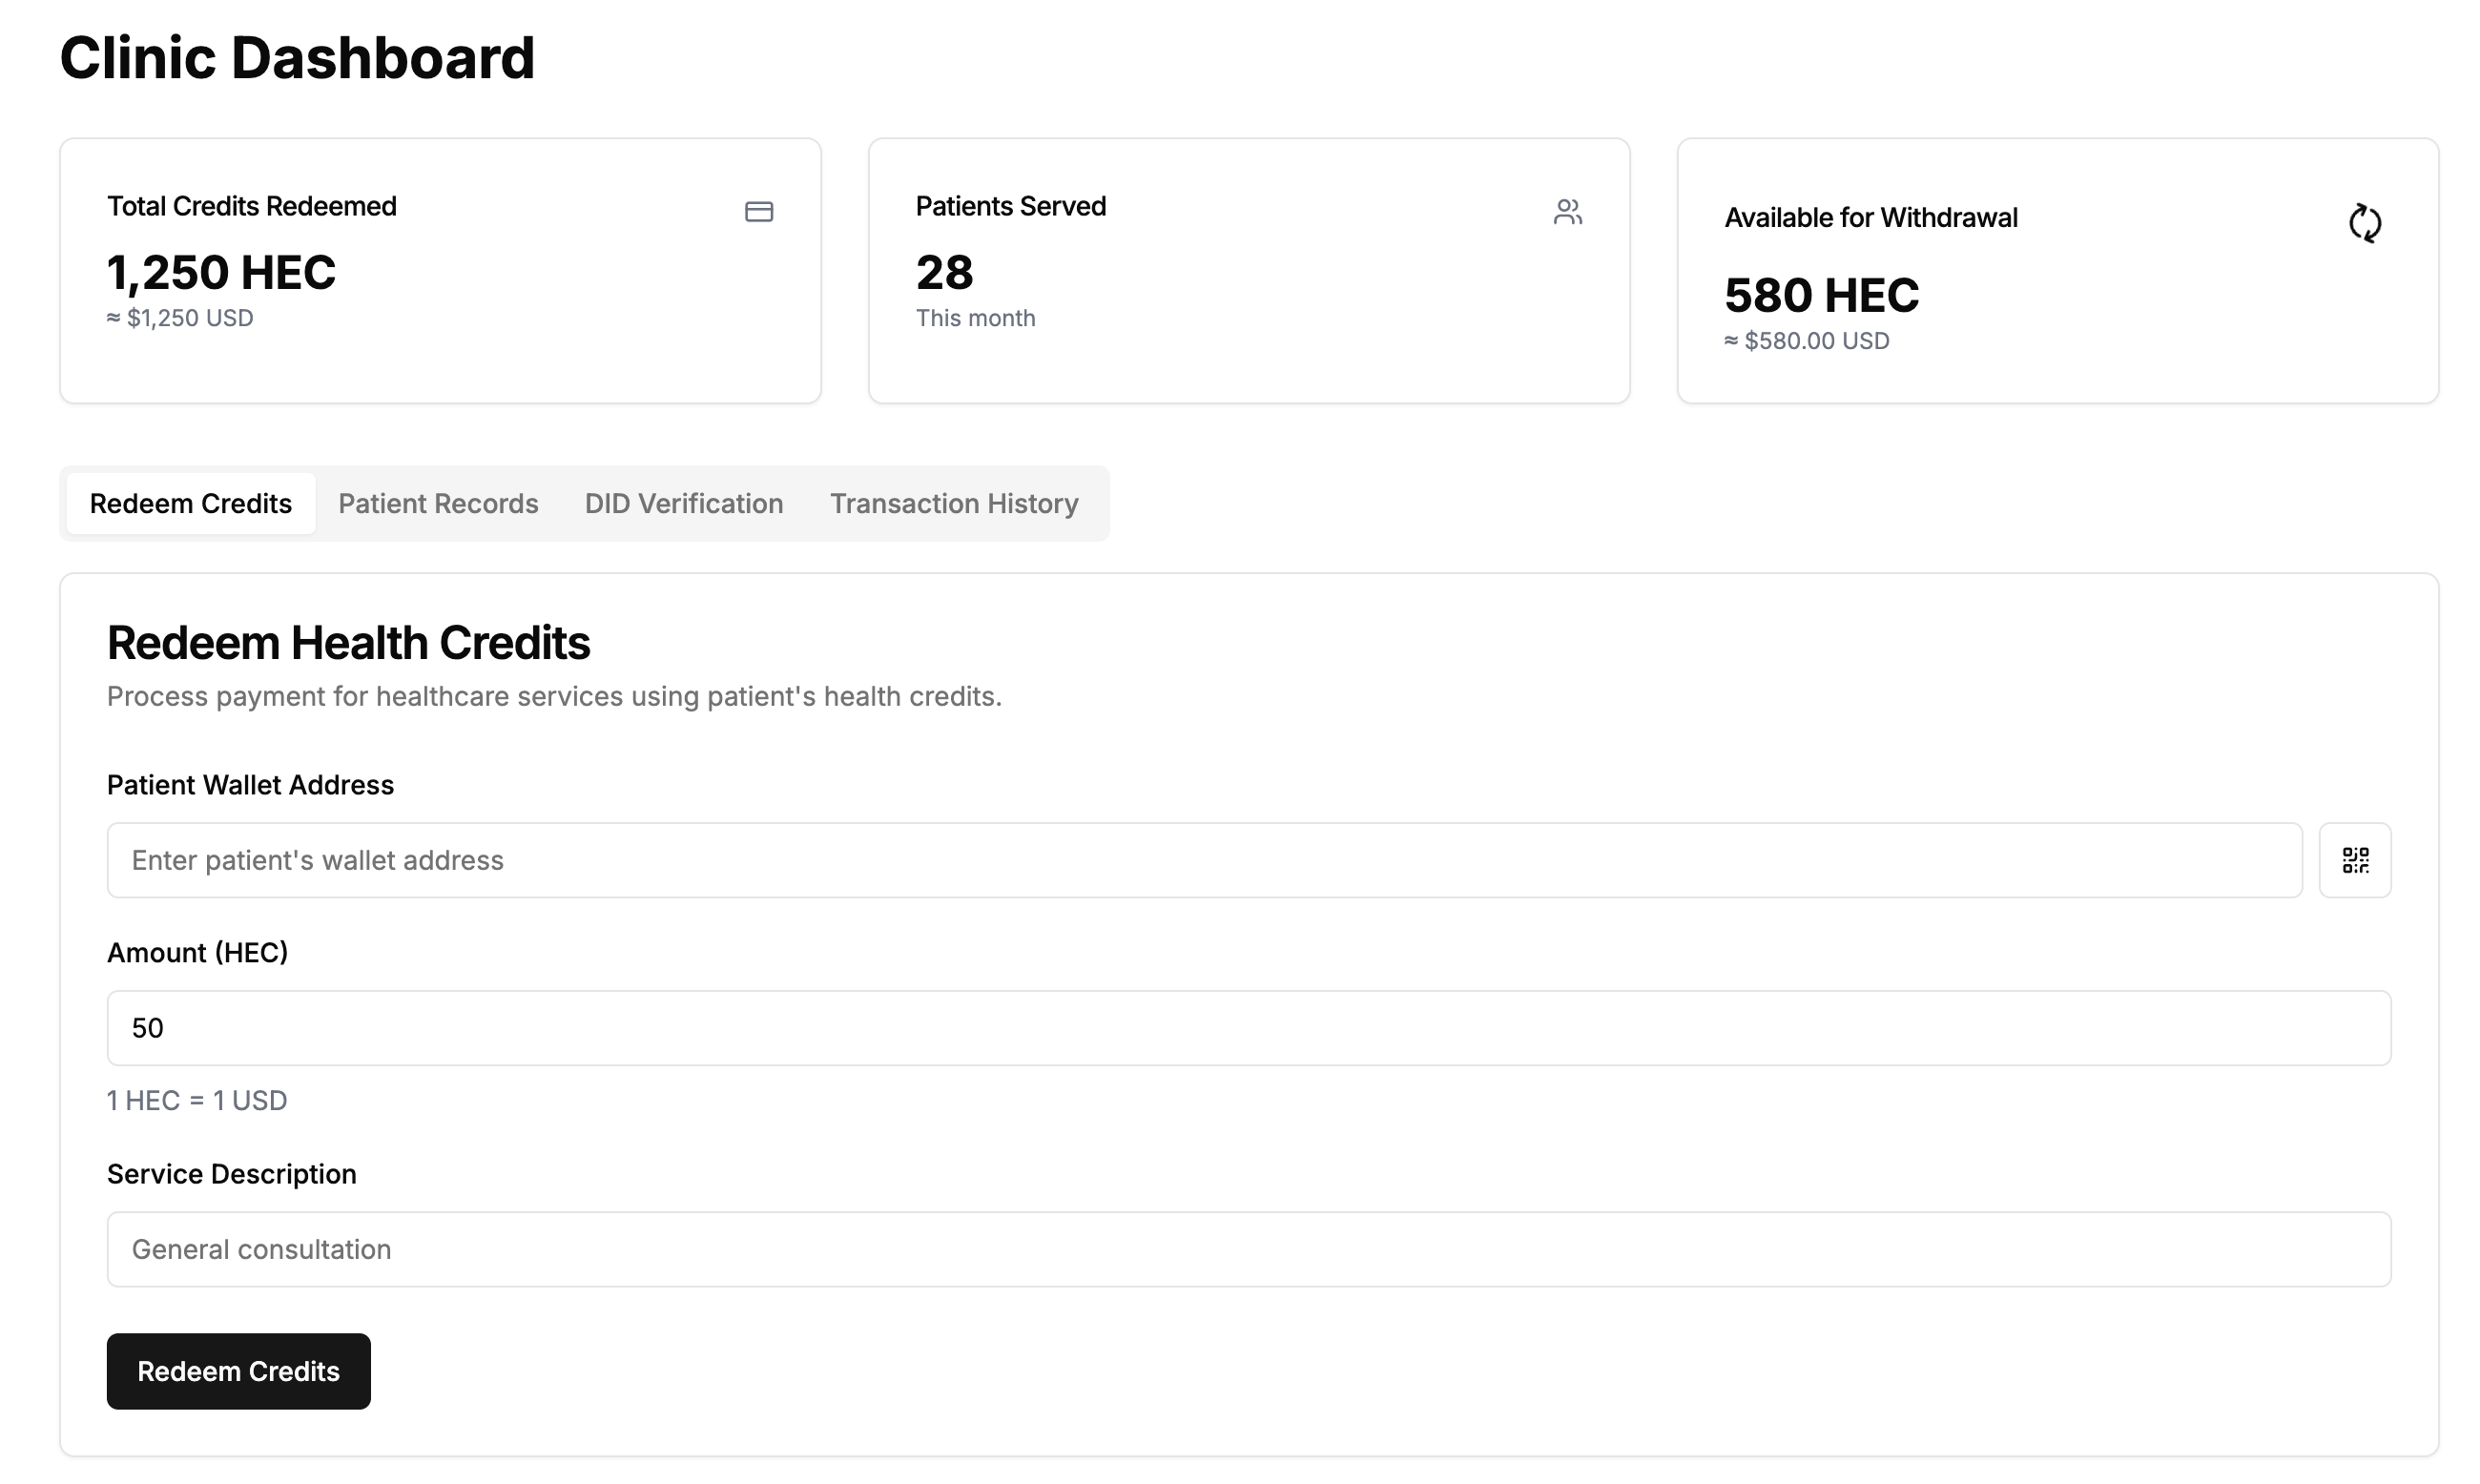 Clinic Dashboard
Total Credits Redeemed
1,250 HEC
≈ $1,250 USD
Patients Served
28
This month
Available for Withdrawal
580 HEC
≈ $580.00 USD
Redeem Credits
Patient Records
DID Verification
Transaction History
Redeem Health Credits
Process payment for healthcare services using patient's health credits.
Patient Wallet Address
Enter patient's wallet address
Amount (HEC)
50
1 HEC = 1 USD
Service Description
General consultation
Redeem Credits